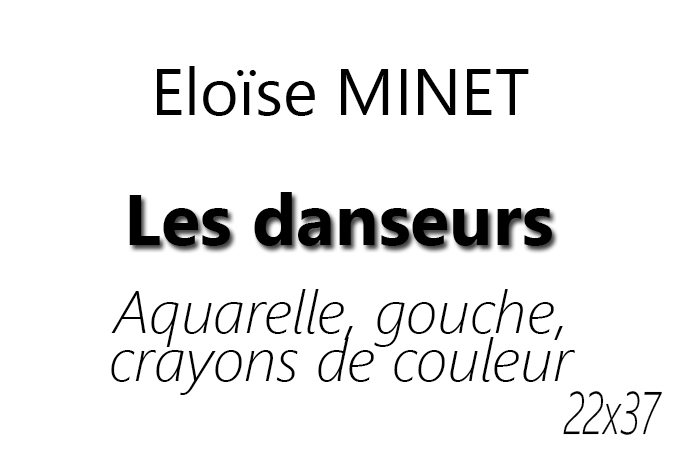 Eloïse MINET
Les danseurs
Aquarelle, gouche,
crayons de couleur
22x37